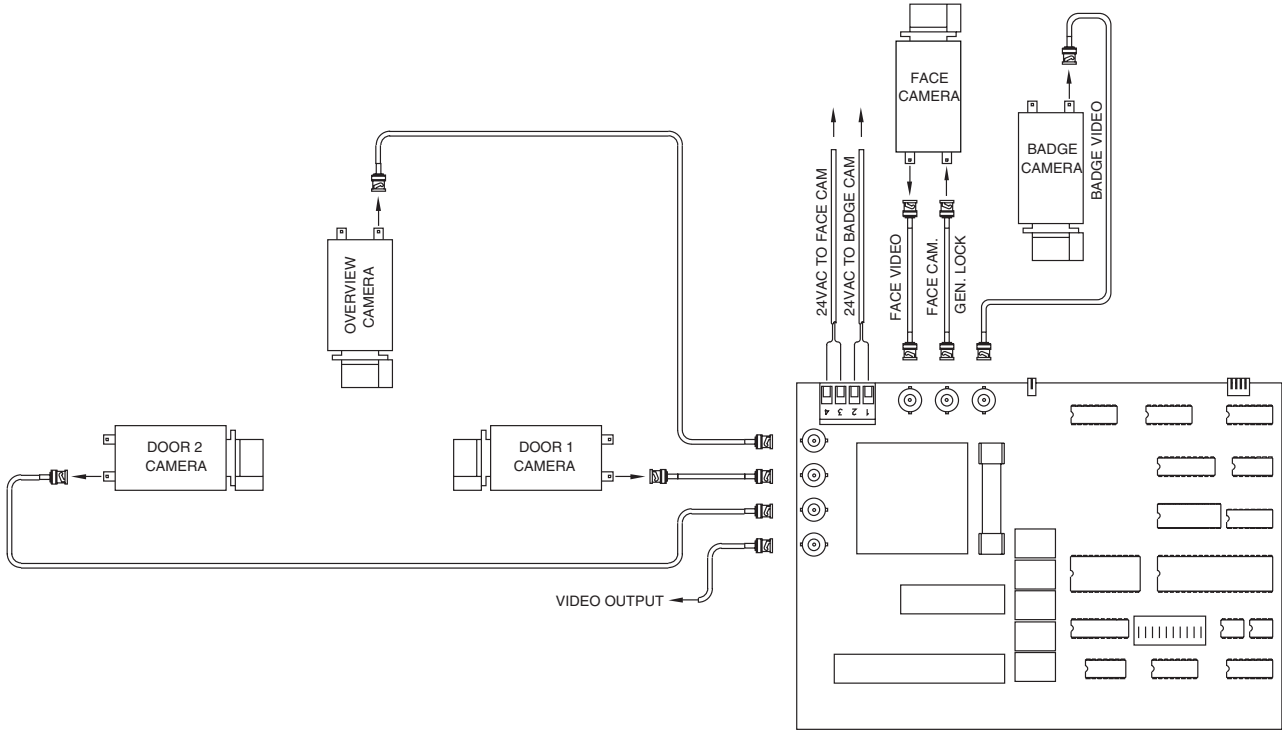 FACE
CAMERA
BADGE
CAMERA
BADGE VIDEO
24VAC TO FACE CAM
24VAC TO BADGE CAM
FACE VIDEO
FACE CAM.
GEN. LOCK
OVERVIEW
CAMERA
4 3 2 1
DOOR 2
CAMERA
DOOR 1
CAMERA
VIDEO OUTPUT